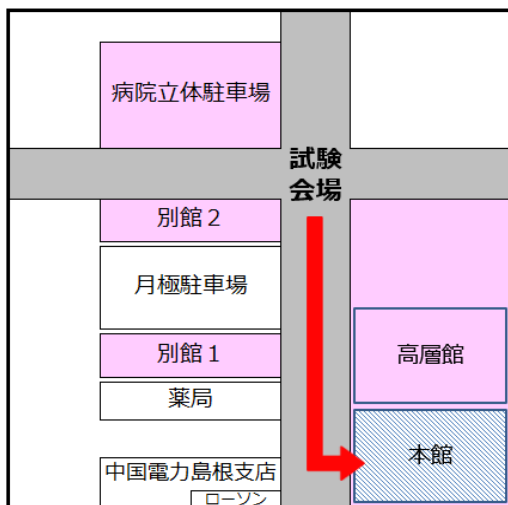 病院立体駐車場
試験
会場
別館２
月極駐車場
別館１
高層館
薬局
本館
中国電力島根支店
ローソン